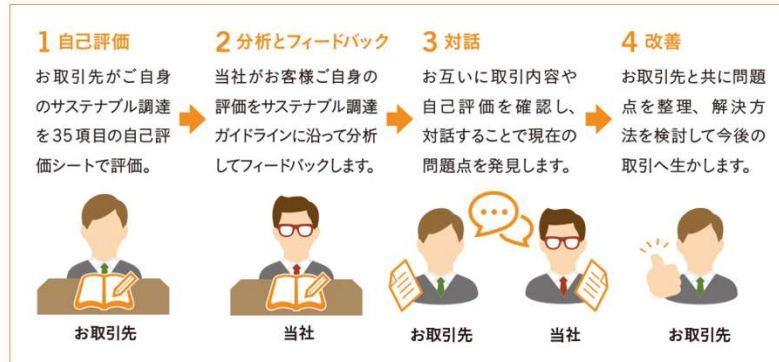 1 自己評価
お取引先がご自身
のサステナブル調達
を35項目の自己評
価シートで評価。
お取引先
2 分析とフィードバック
当社がお客様ご自身の
評価をサステナブル調達
ガイドラインに沿って分析
してフィードバックします。
当社
3 対話
お互いに取引内容や
自己評価を確認し、
対話することで現在の
問題点を発見します。
お取引先
当社
4 改善
お取引先と共に問題
点を整理、解決方
法を検討して今後の
取引へ生かします。
お取引先